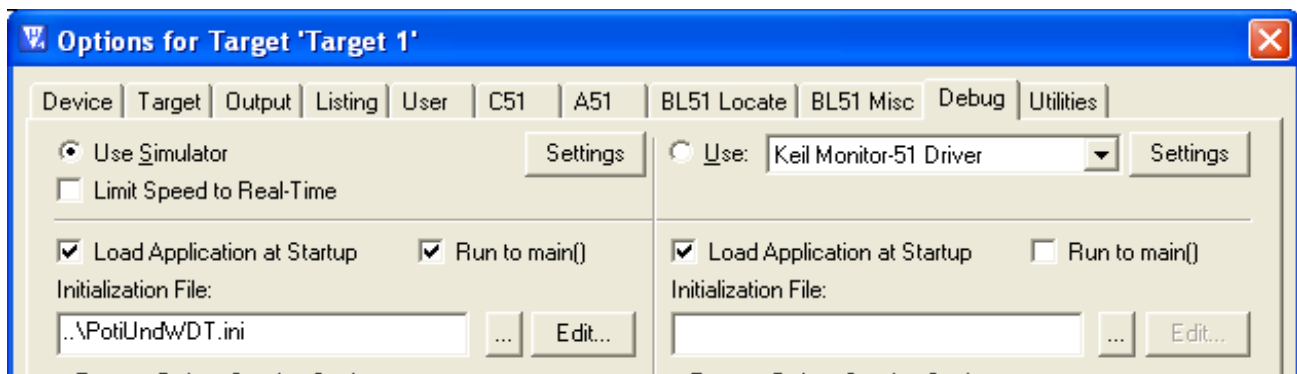 Options for Target 'Target 1'
Device Target Output Listing User C51 A51 BL51 Locate BL51 Misc Debug Utilities
Use Simulator Settings Use: Keil Monitor-51 Driver Settings
Limit Speed to Real-Time
Load Application at Startup Run to main() Load Application at Startup Run to main()
Initialization File: Initialization File:
..\PotiUndWDT.ini ... Edit... ... Edit...